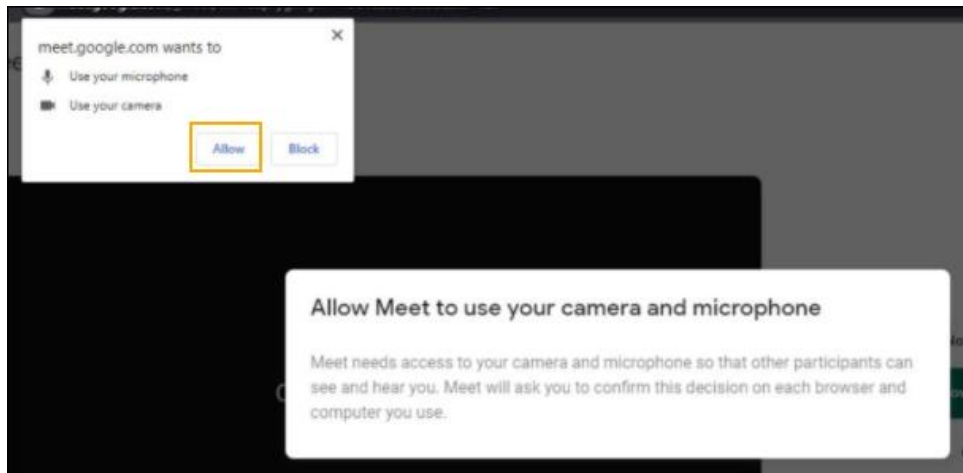 meet.google.com wants to
Use your microphone
Use your camera
Allow
Block
Allow Meet to use your camera and microphone
Meet needs access to your camera and microphone so that other participants can
see and hear you. Meet will ask you to confirm this decision on each browser and
computer you use.